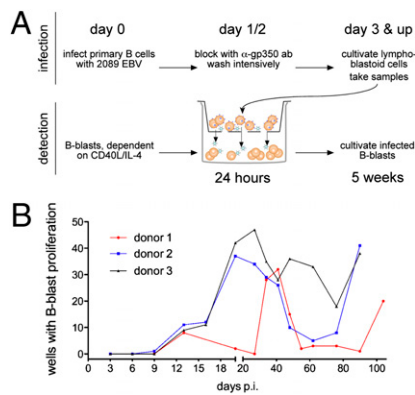 A
day 0
day 1/2
day 3 & up
infection
infect primary B cells
with 2089 EBV
block with α-gp350 ab
wash intensively
cultivate lympho-
blastoid cells
take samples
detection
B-blasts, dependent
on CD40L/IL-4
cultivate infected
B-blasts
24 hours
5 weeks
B
wells with B-blast proliferation
50
40
30
20
10
0
donor 1
donor 2
donor 3
0 3 6 9 12 15 18 20 40 60 80 100
days p.i.